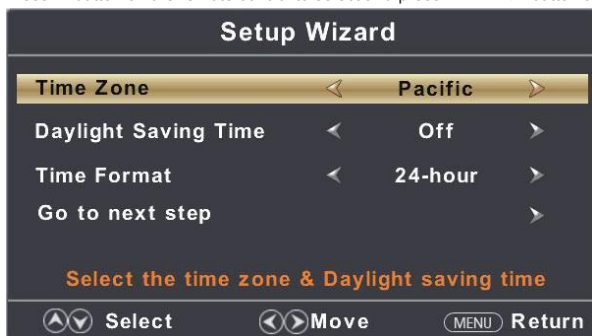 Setup Wizard
Time Zone Pacific
Daylight Saving Time Off
Time Format 24-hour
Go to next step
Select the time zone & Daylight saving time
Select Move MENU Return